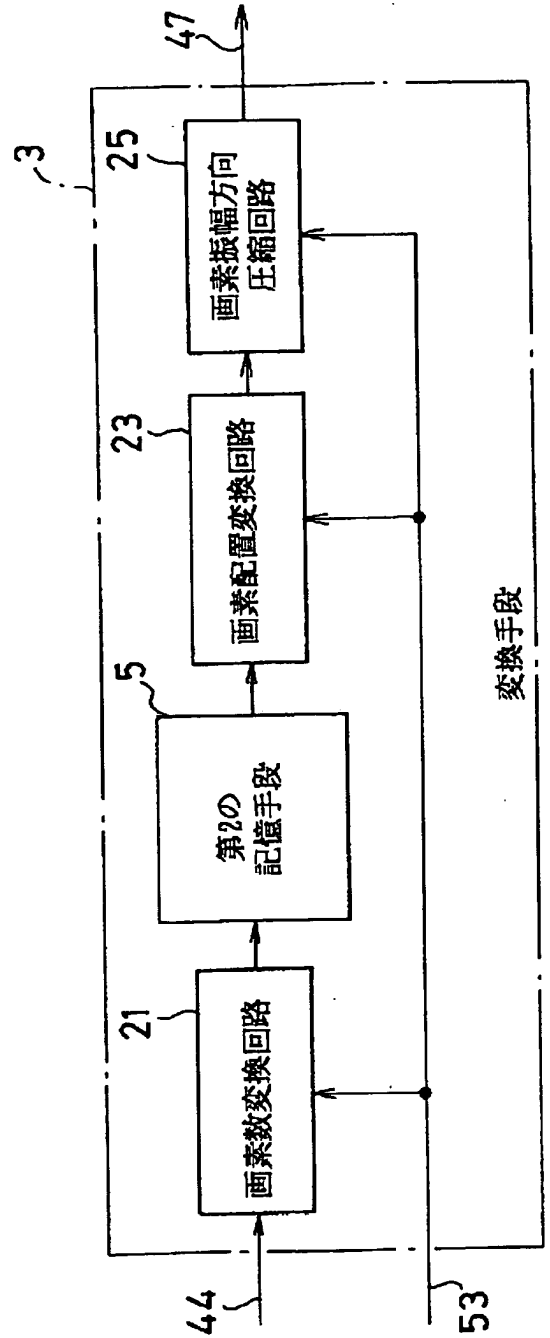 3
44
21
画素数変換回路
5
第2の
記憶手段
23
画素配置変換回路
25
画素振幅方向
圧縮回路
47
53
変換手段